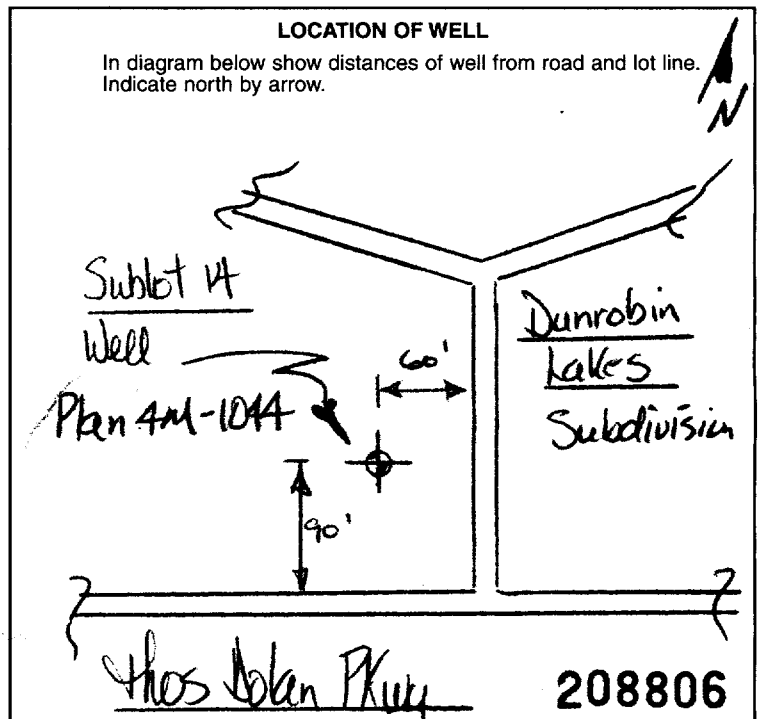 LOCATION OF WELL
In diagram below show distances of well from road and lot line.
Indicate north by arrow.
N
Sublot 14
Well
Plan 4M-1044
60'
90'
Dunrobin
Lakes
Subdivision
Thos Dolan PKwy
208806